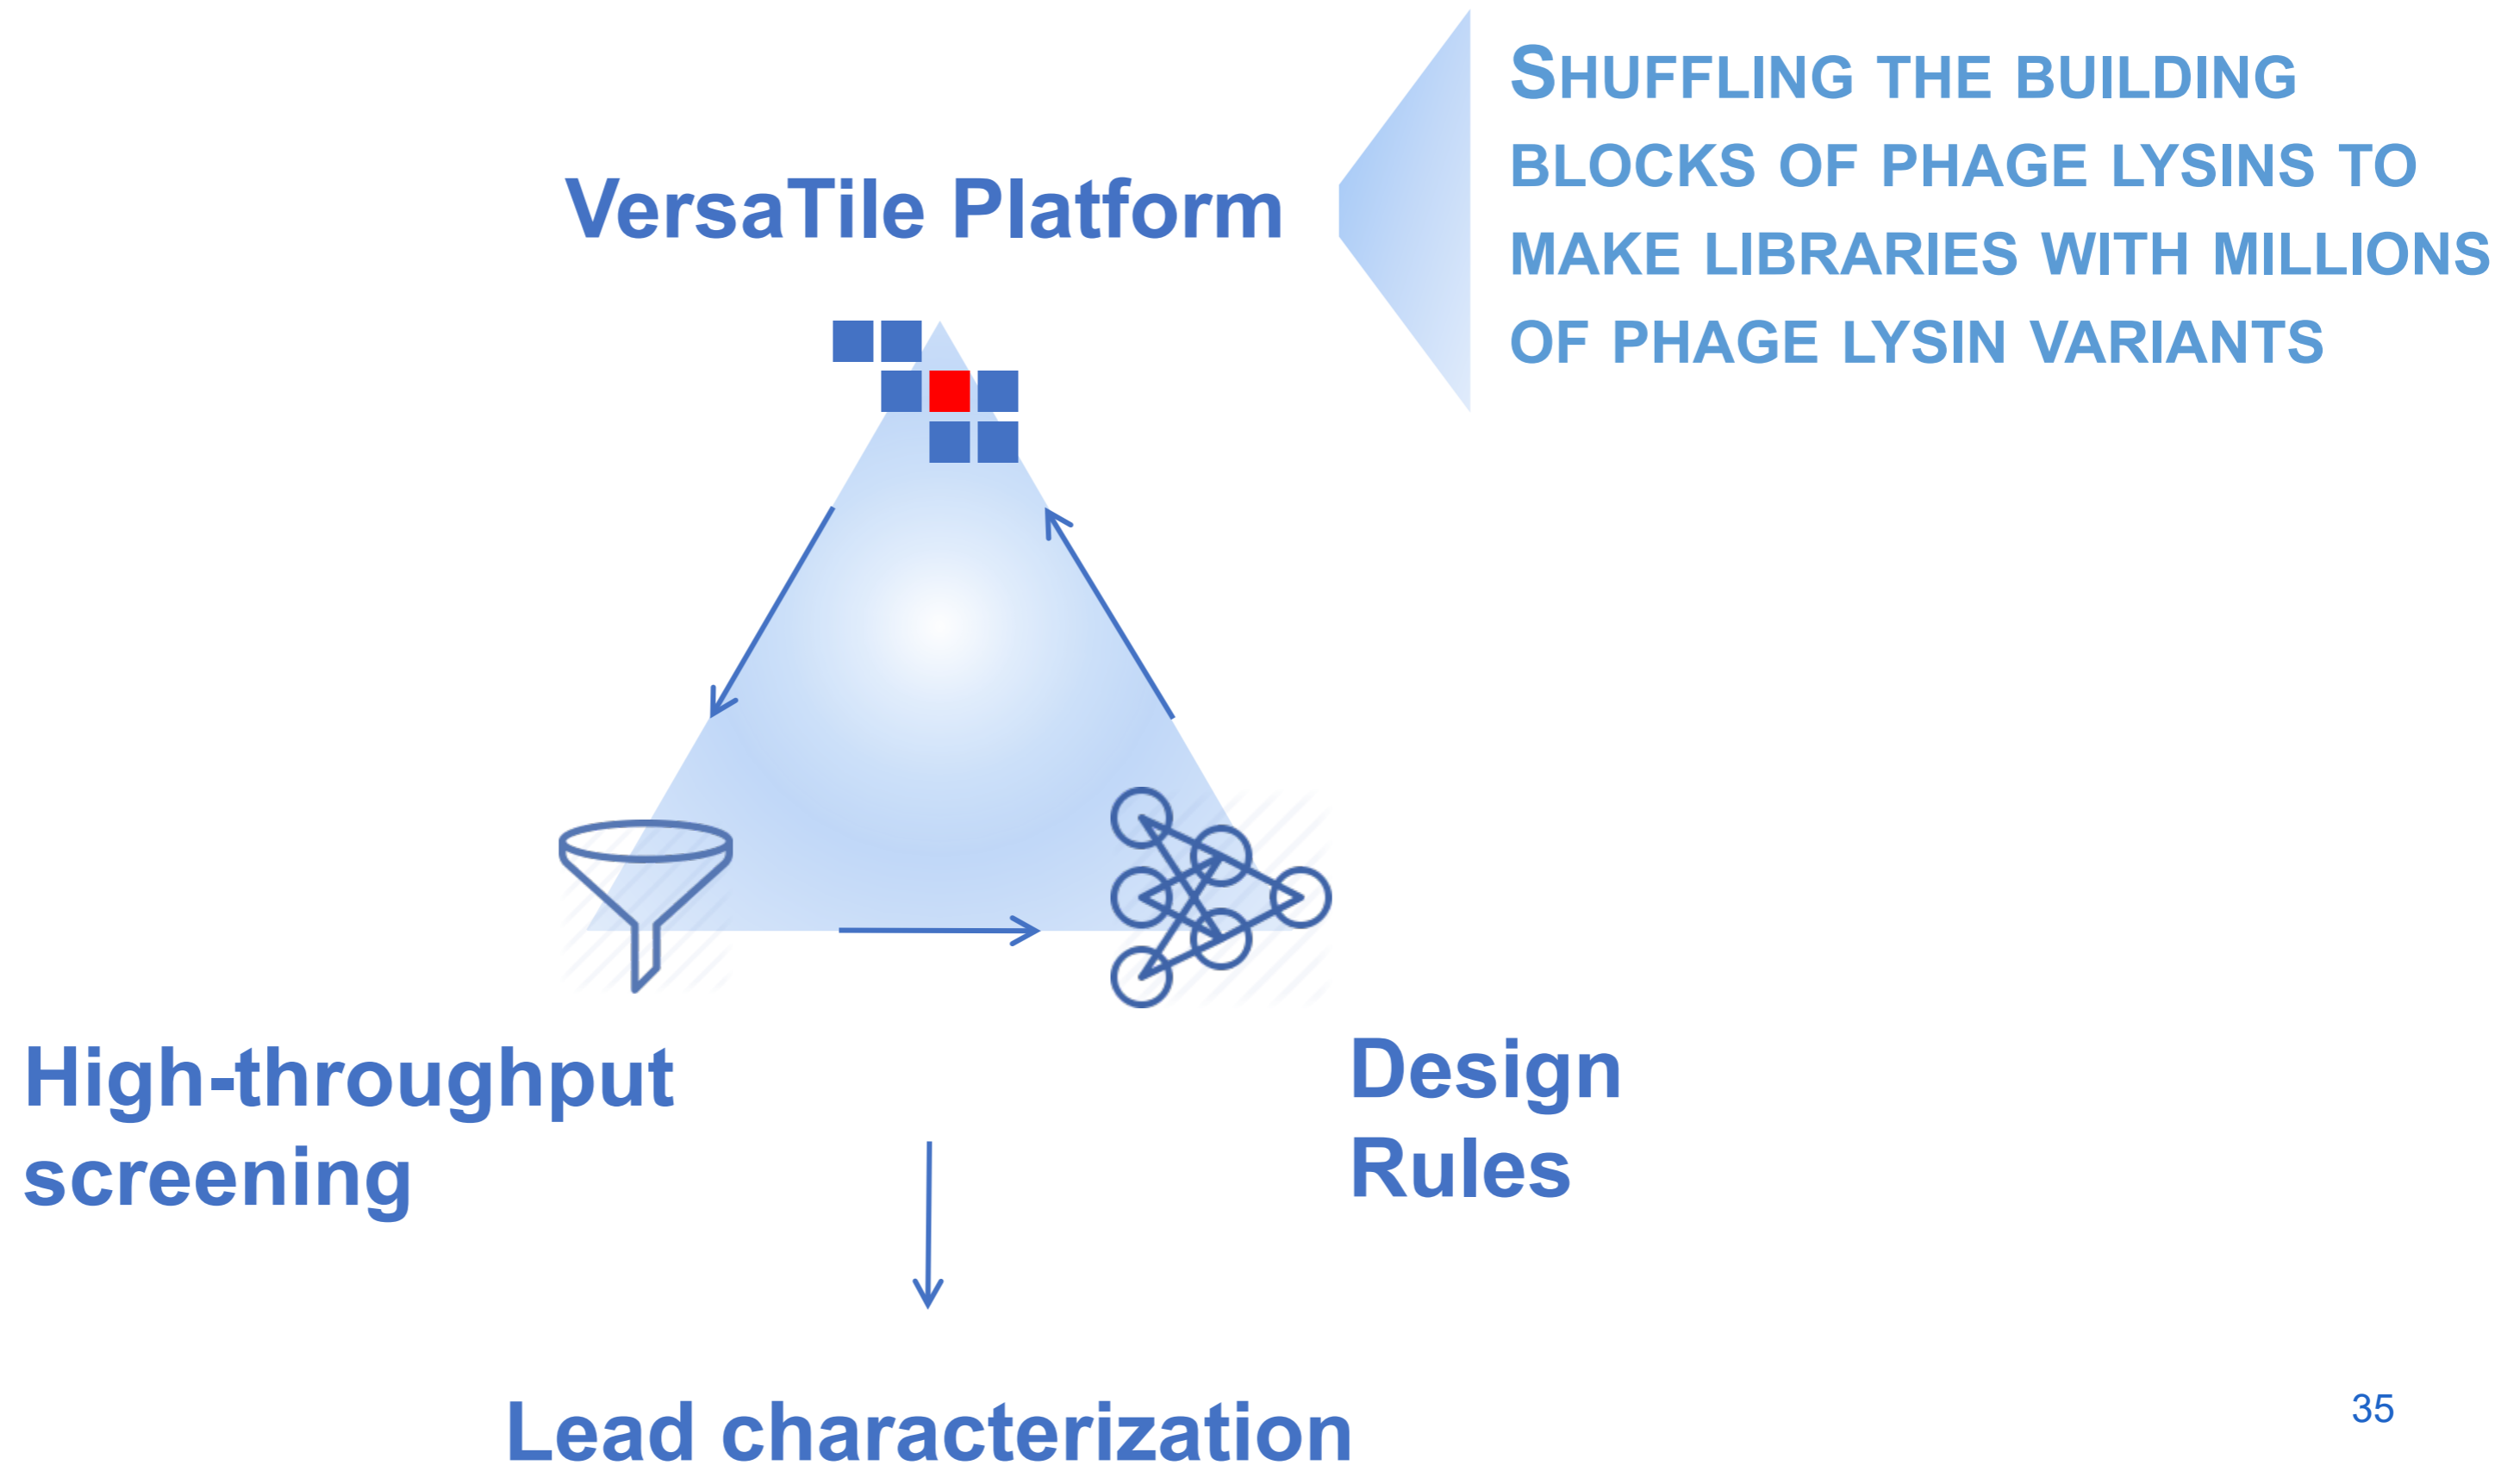 SHUFFLING THE BUILDING
BLOCKS OF PHAGE LYSINS TO
MAKE LIBRARIES WITH MILLIONS
OF PHAGE LYSIN VARIANTS
VersaTile Platform
High-throughput
screening
Design
Rules
Lead characterization
35